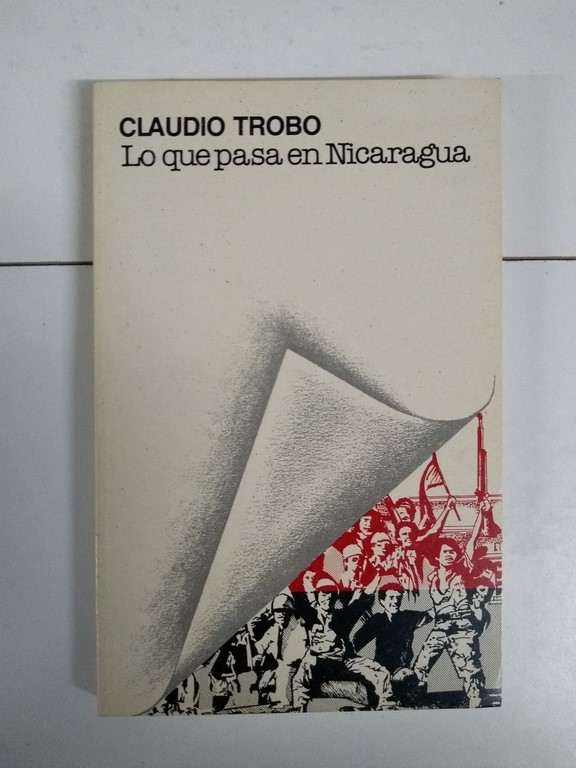 CLAUDIO TROBO
Lo que pasa en Nicaragua